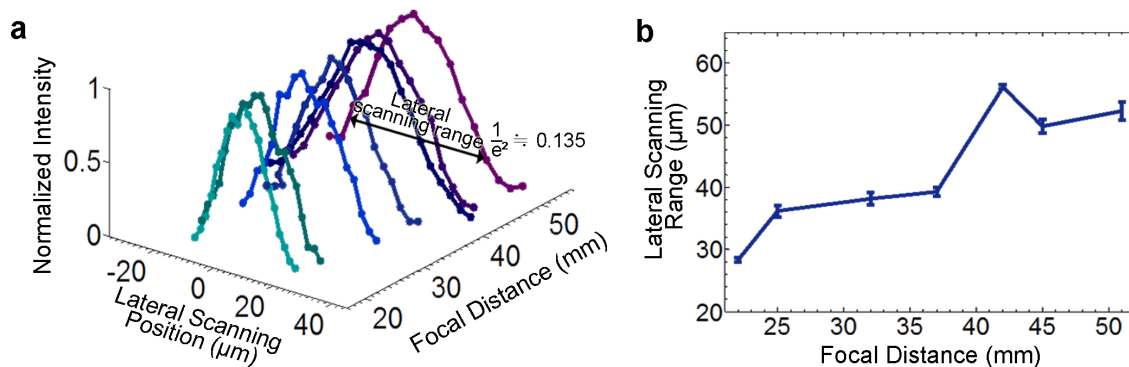 a
Normalized Intensity
1
0.5
0
-20
0
20
40
Lateral Scanning
Position (µm)
20
30
40
50
Focal Distance (mm)
Lateral
scanning range
1/e² ≒ 0.135
b
Lateral Scanning
Range (µm)
60
50
40
30
20
25
30
35
40
45
50
Focal Distance (mm)